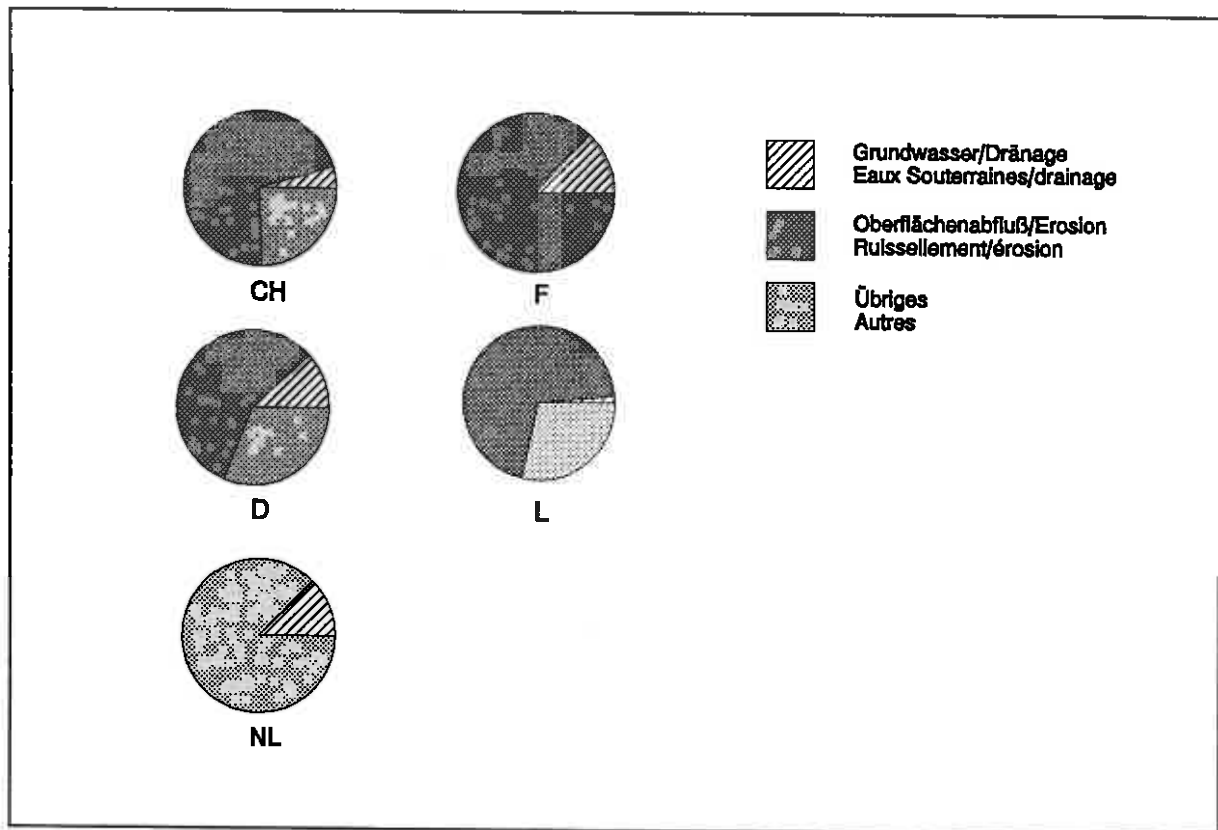 CH
F
D
L
NL
Grundwasser/Dränage
Eaux Souterraines/drainage
Oberflächenabfluß/Erosion
Ruissellement/érosion
Übriges
Autres